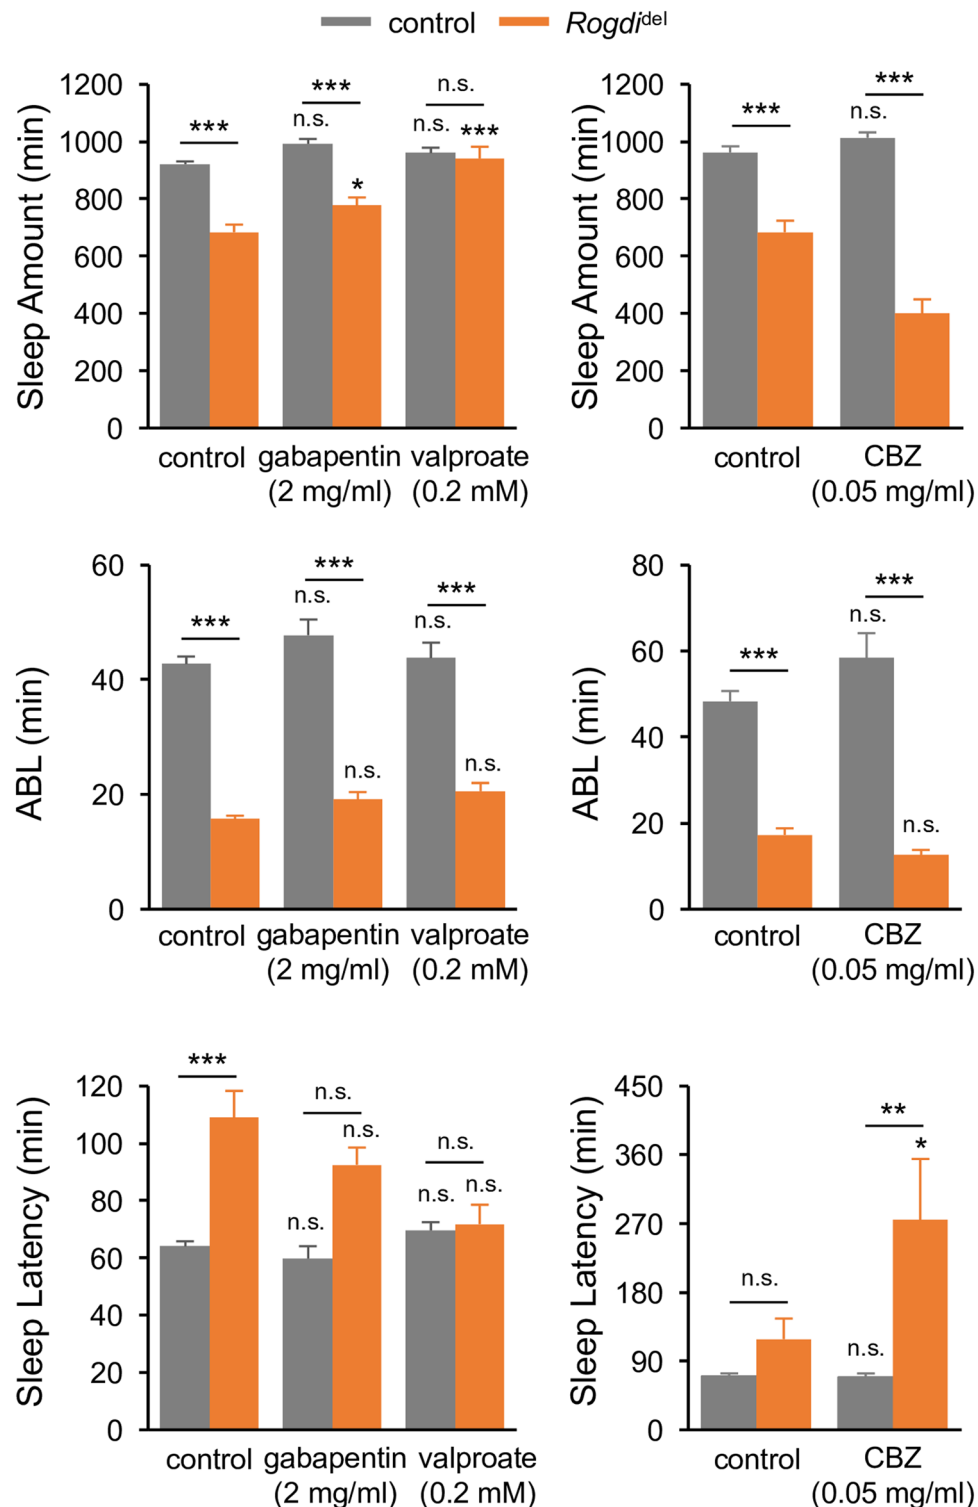 control Rogdidel
Sleep Amount (min)
1200
1000
800
600
400
200
0
***
***
n.s.
n.s.
n.s.
***
*
control
gabapentin
(2 mg/ml)
valproate
(0.2 mM)
Sleep Amount (min)
1200
1000
800
600
400
200
0
***
***
n.s.
control
CBZ
(0.05 mg/ml)
ABL (min)
60
40
20
0
***
***
n.s.
***
n.s.
n.s.
n.s.
control
gabapentin
(2 mg/ml)
valproate
(0.2 mM)
ABL (min)
80
60
40
20
0
***
***
n.s.
n.s.
control
CBZ
(0.05 mg/ml)
Sleep Latency (min)
120
100
80
60
40
20
0
***
n.s.
n.s.
n.s.
n.s.
n.s.
n.s.
control
gabapentin
(2 mg/ml)
valproate
(0.2 mM)
Sleep Latency (min)
450
360
270
180
90
0
n.s.
**
*
n.s.
control
CBZ
(0.05 mg/ml)